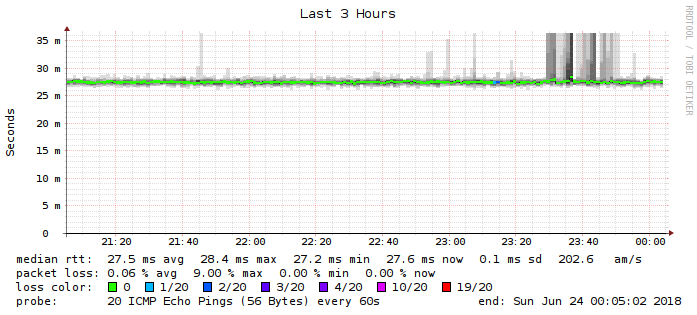 Last 3 Hours
RRDTOOL / TOBI OETIKER
Seconds
35 m
30 m
25 m
20 m
15 m
10 m
5 m
0
21:20 21:40 22:00 22:20 22:40 23:00 23:20 23:40 00:00
median rtt: 27.5 ms avg 28.4 ms max 27.2 ms min 27.6 ms now 0.1 ms sd 202.6 am/s
packet loss: 0.06 % avg 9.00 % max 0.00 % min 0.00 % now
loss color: 0 1/20 2/20 3/20 4/20 10/20 19/20
probe: 20 ICMP Echo Pings (56 Bytes) every 60s end: Sun Jun 24 00:05:02 2018